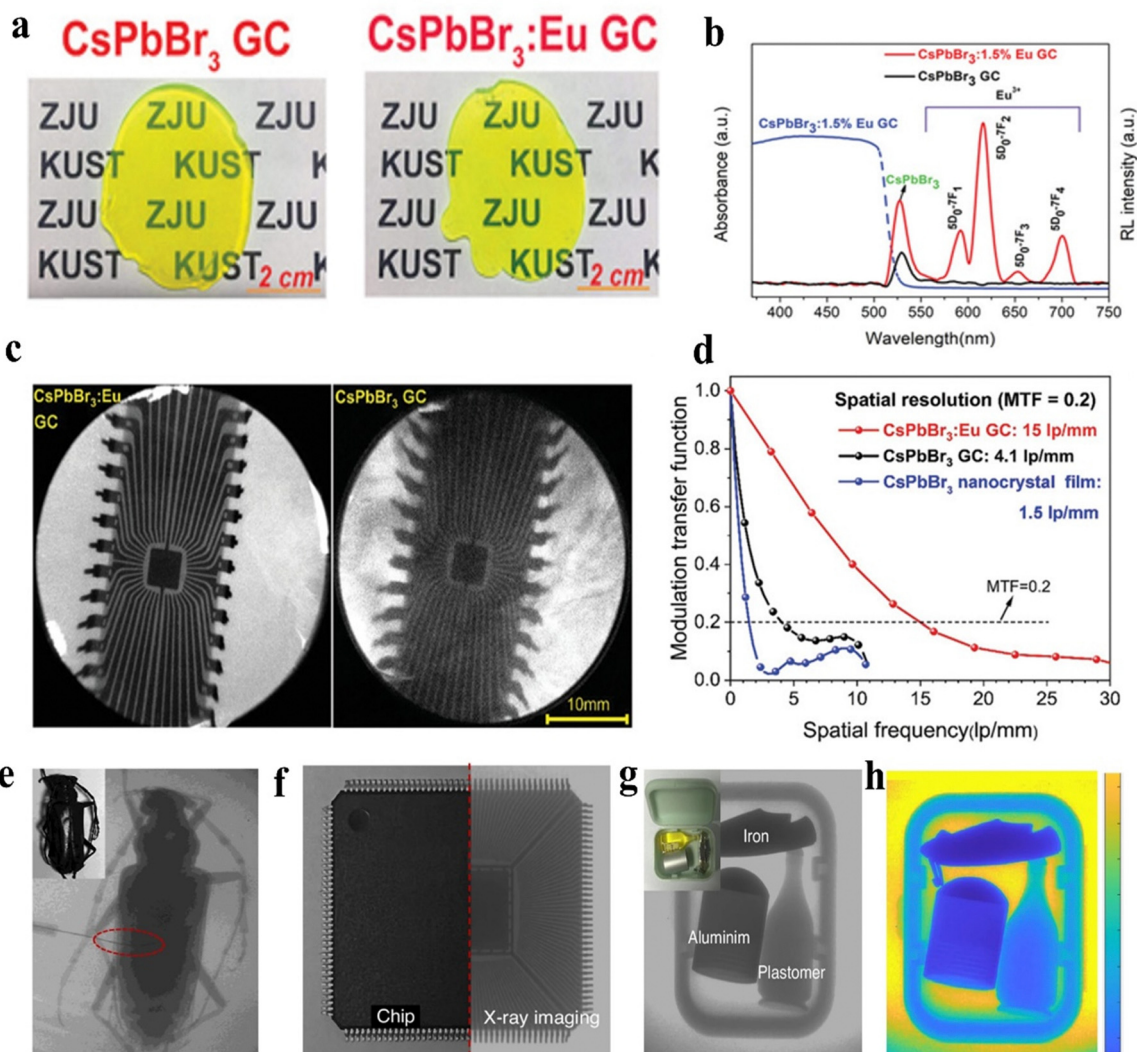 a
CsPbBr₃ GC
CsPbBr₃:Eu GC
ZJU ZJU ZJU
KUST KUST K
ZJU ZJU ZJU
KUST KUST K
2 cm
ZJU ZJU ZJU
KUST KUST K
ZJU ZJU ZJU
KUST KUST K
2 cm
b
CsPbBr₃:1.5% Eu GC
CsPbBr₃ GC
Eu³⁺
CsPbBr₃:1.5% Eu GC
CsPbBr₃
5D₀-7F₁
5D₀-7F₂
5D₀-7F₃
5D₀-7F₄
Absorbance (a.u.)
RL intensity (a.u.)
400 450 500 550 600 650 700 750
Wavelength(nm)
c
CsPbBr₃:Eu
GC
CsPbBr₃ GC
10mm
d
Spatial resolution (MTF = 0.2)
CsPbBr₃:Eu GC: 15 lp/mm
CsPbBr₃ GC: 4.1 lp/mm
CsPbBr₃ nanocrystal film:
1.5 lp/mm
MTF=0.2
Modulation transfer function
1.0
0.8
0.6
0.4
0.2
0.0
0 5 10 15 20 25 30
Spatial frequency(lp/mm)
e
f
Chip
X-ray imaging
g
Iron
Aluminim
Plastomer
h